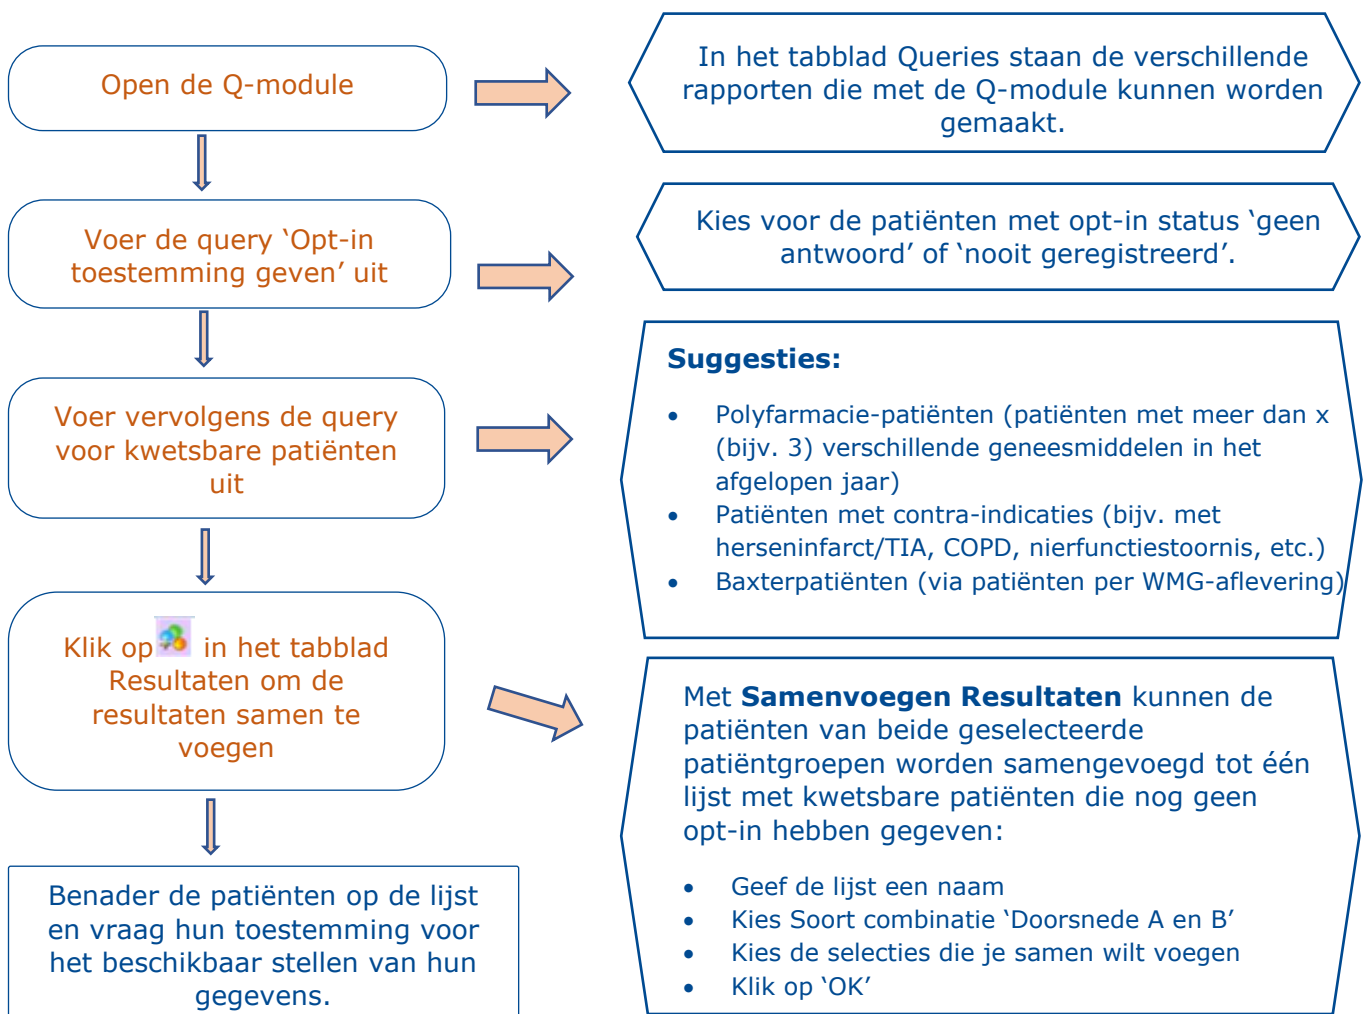 Open de Q-module
In het tabblad Queries staan de verschillende
rapporten die met de Q-module kunnen worden
gemaakt.
Voer de query ‘Opt-in
toestemming geven’ uit
Kies voor de patiënten met opt-in status ‘geen
antwoord’ of ‘nooit geregistreerd’.
Voer vervolgens de query
voor kwetsbare patiënten
uit
Suggesties:
• Polyfarmacie-patiënten (patiënten met meer dan x
(bijv. 3) verschillende geneesmiddelen in het
afgelopen jaar)
• Patiënten met contra-indicaties (bijv. met
herseninfarct/TIA, COPD, nierfunctiestoornis, etc.)
• Baxterpatiënten (via patiënten per WMG-aflevering)
Klik op in het tabblad
Resultaten om de
resultaten samen te
voegen
Met Samenvoegen Resultaten kunnen de
patiënten van beide geselecteerde
patiëntgroepen worden samengevoegd tot één
lijst met kwetsbare patiënten die nog geen
opt-in hebben gegeven:
• Geef de lijst een naam
• Kies Soort combinatie ‘Doorsnede A en B’
• Kies de selecties die je samen wilt voegen
• Klik op ‘OK’
Benader de patiënten op de lijst
en vraag hun toestemming voor
het beschikbaar stellen van hun
gegevens.